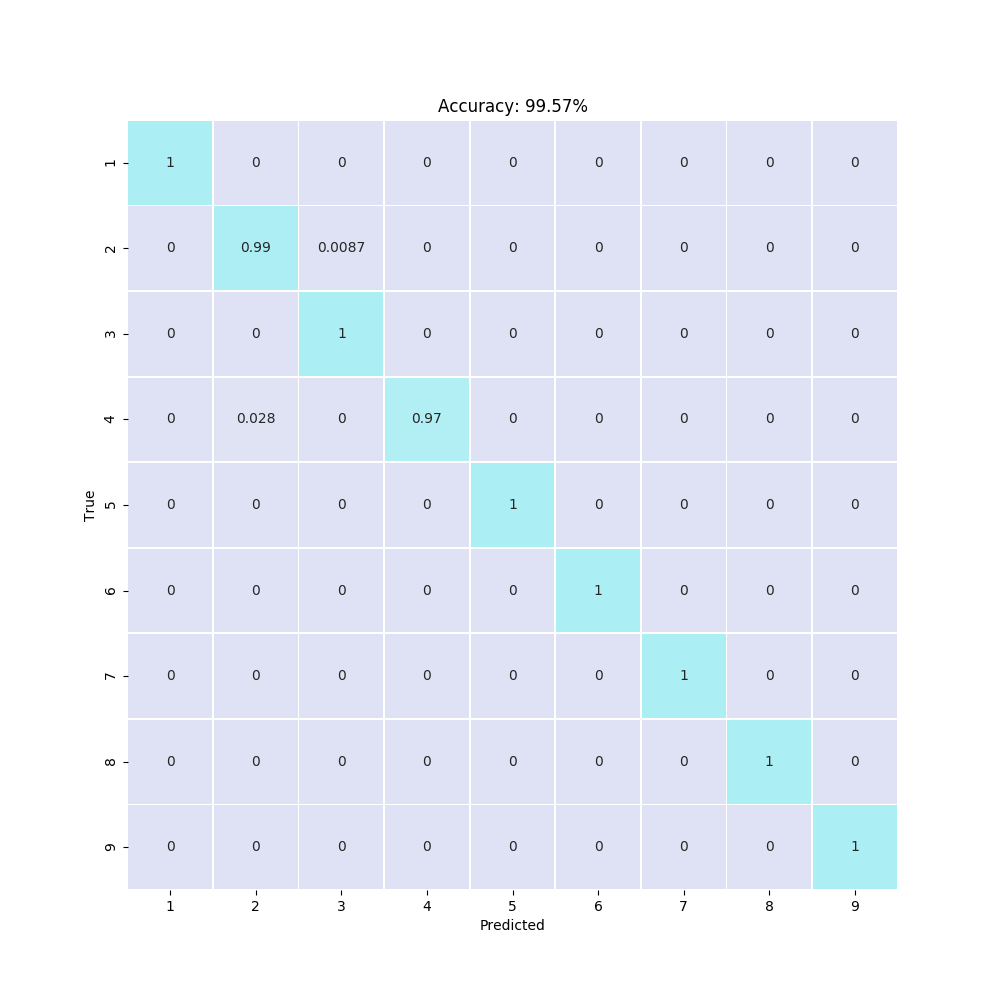 Accuracy: 99.57%
1 1 0 0 0 0 0 0 0 0
2 0 0.99 0.0087 0 0 0 0 0 0
3 0 0 1 0 0 0 0 0 0
4 0 0.028 0 0.97 0 0 0 0 0
True
5 0 0 0 0 1 0 0 0 0
6 0 0 0 0 0 1 0 0 0
7 0 0 0 0 0 0 1 0 0
8 0 0 0 0 0 0 0 1 0
9 0 0 0 0 0 0 0 0 1
1 2 3 4 5 6 7 8 9
Predicted